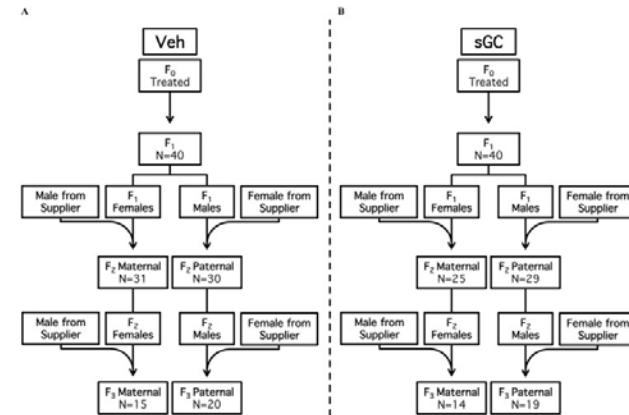 A
Veh
F0
Treated
F1
N=40
Male from
Supplier
F1
Females
F1
Males
Female from
Supplier
F2 Maternal
N=31
F2 Paternal
N=30
Male from
Supplier
F2
Females
F2
Males
Female from
Supplier
F3 Maternal
N=15
F3 Paternal
N=20
B
sGC
F0
Treated
F1
N=40
Male from
Supplier
F1
Females
F1
Males
Female from
Supplier
F2 Maternal
N=25
F2 Paternal
N=29
Male from
Supplier
F2
Females
F2
Males
Female from
Supplier
F3 Maternal
N=14
F3 Paternal
N=19